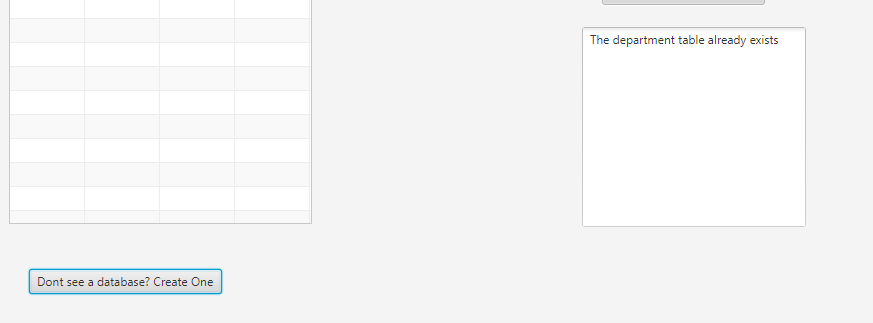 The department table already exists
Dont see a database? Create One